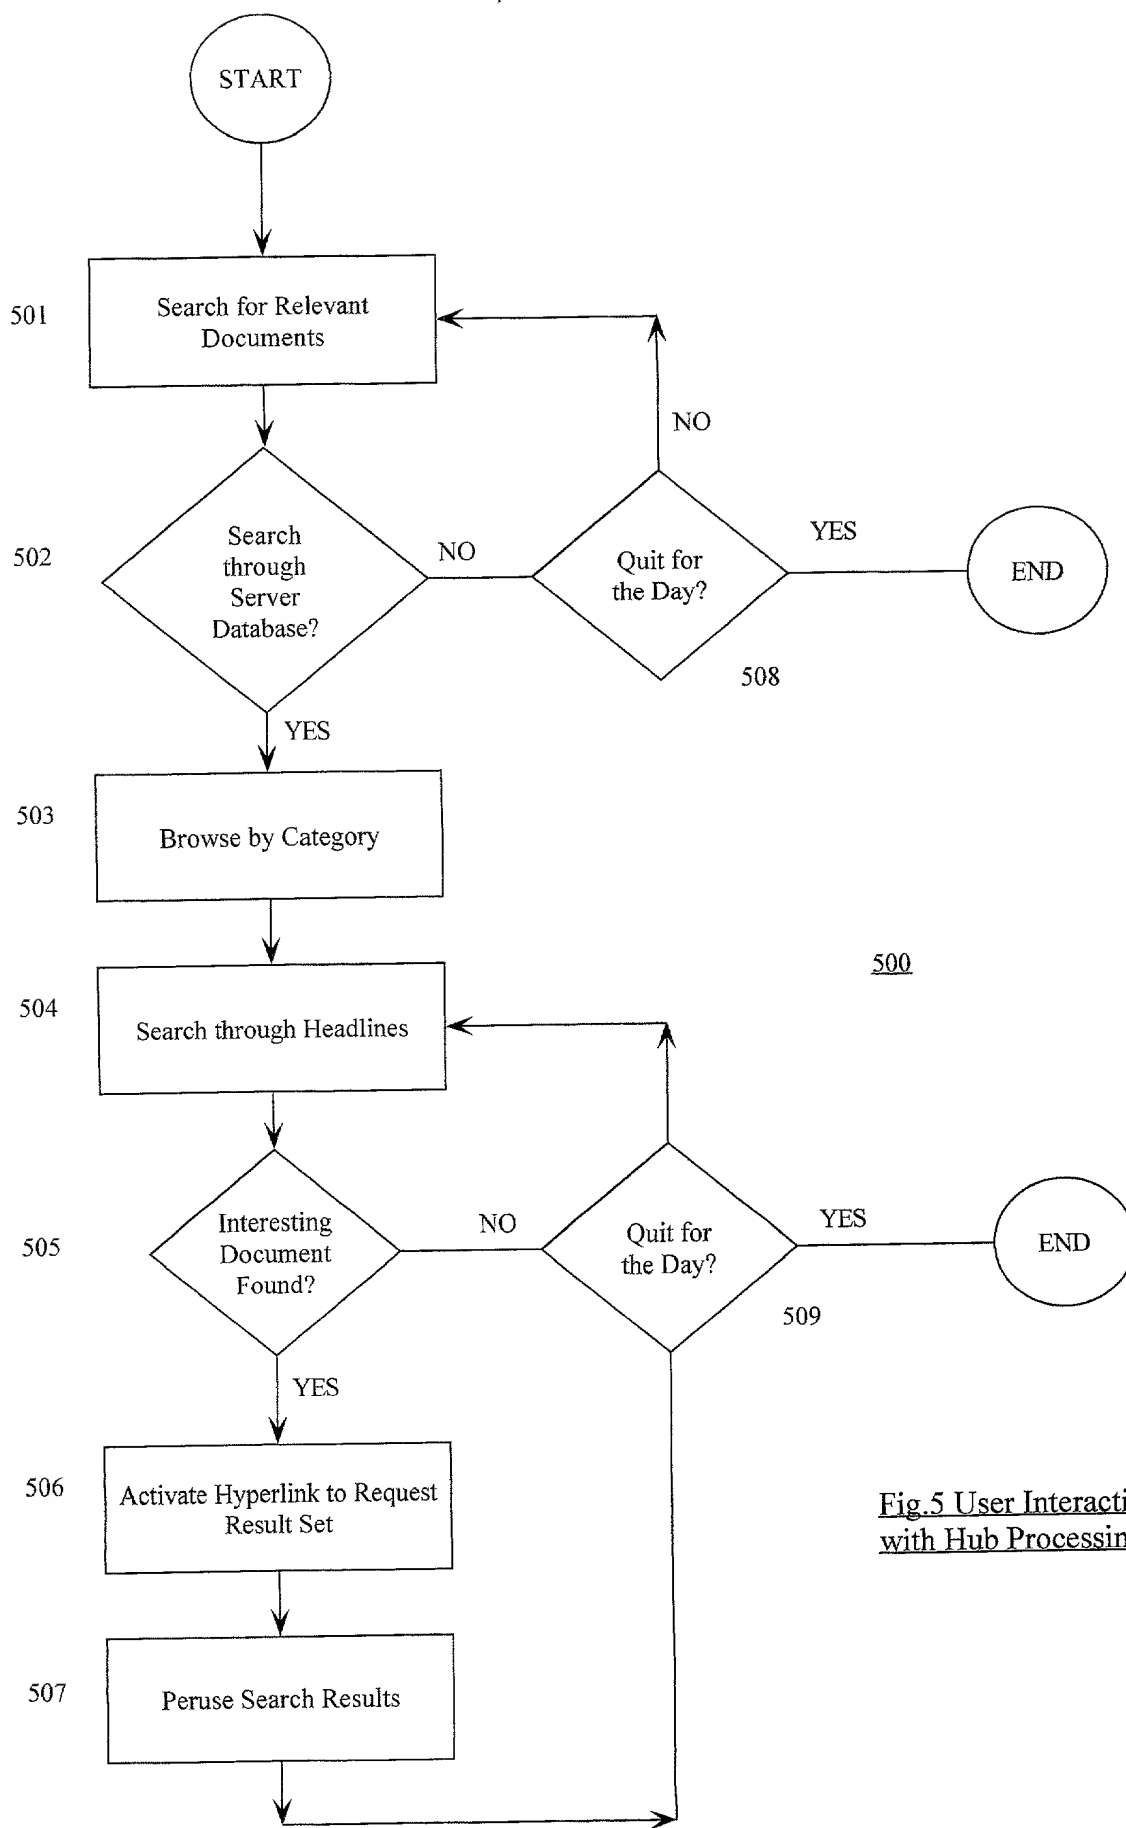 START
501
Search for Relevant
Documents
NO
502
Search
through
Server
Database?
NO
Quit for
the Day?
YES
END
508
YES
503
Browse by Category
500
504
Search through Headlines
505
Interesting
Document
Found?
NO
Quit for
the Day?
YES
END
509
YES
506
Activate Hyperlink to Request
Result Set
Fig.5 User Interacti
with Hub Processin
507
Peruse Search Results